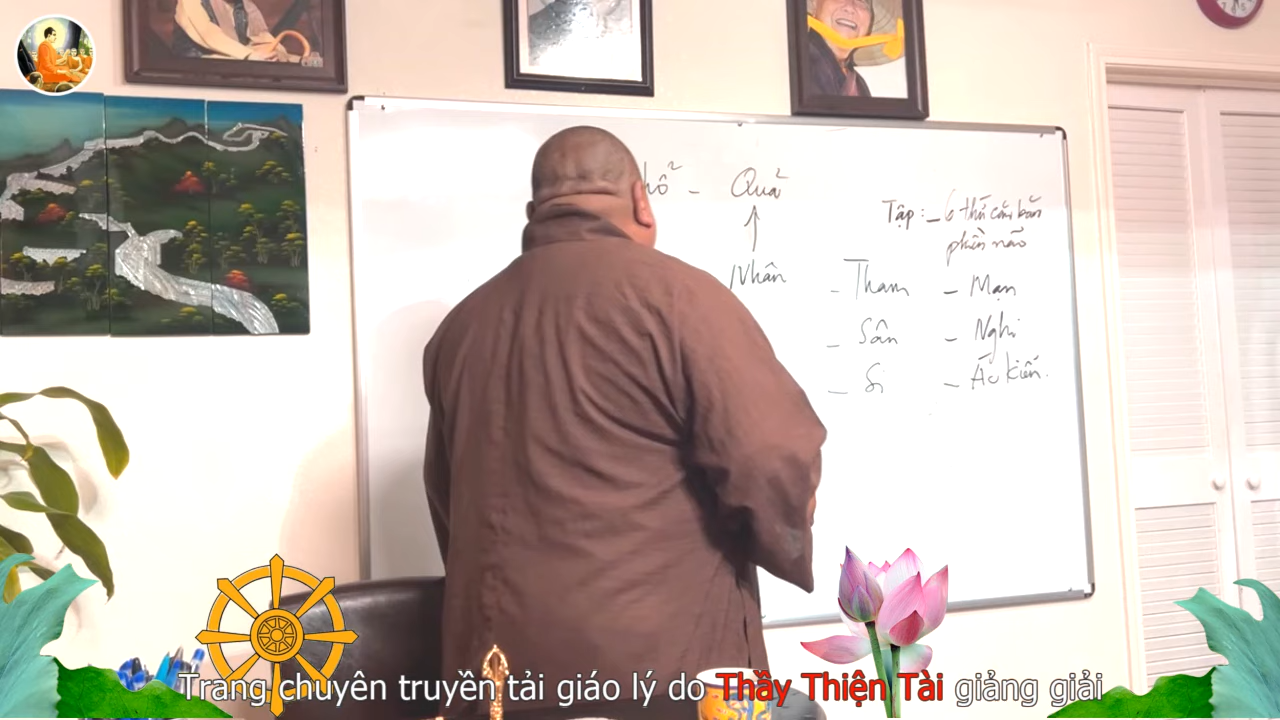 Khổ - Quả
Nhân
Tập: - 6 thứ căn bản
phiền não
- Tham - Mạn
- Sân - Nghi
- Si - Ác kiến.
Trang chuyên truyền tải giáo lý do Thầy Thiện Tài giảng giải